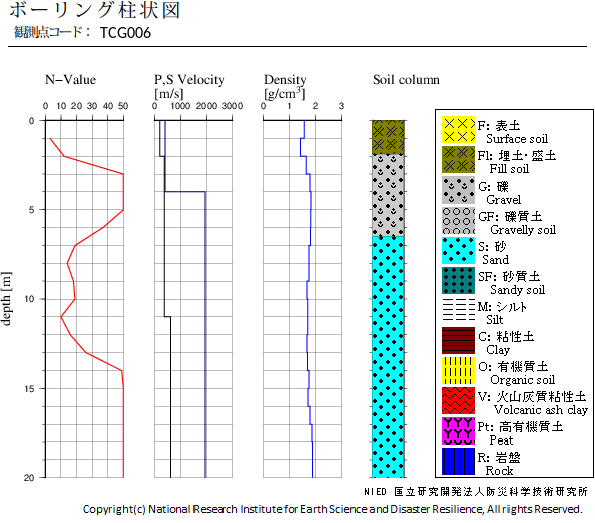 ボーリング柱状図
観測点コード： TCG006
N−Value P,S Velocity Density Soil column
[m/s] [g/cm³]
0 10 20 30 40 50 0 1000 2000 3000 0 1 2 3
0
5
10
15
20
depth [m]
F: 表土
Surface soil
Fl: 埋土・盛土
Fill soil
G: 礫
Gravel
GF: 礫質土
Gravelly soil
S: 砂
Sand
SF: 砂質土
Sandy soil
M: シルト
Silt
C: 粘性土
Clay
O: 有機質土
Organic soil
V: 火山灰質粘性土
Volcanic ash clay
Pt: 高有機質土
Peat
R: 岩盤
Rock
NIED 国立研究開発法人防災科学技術研究所
Copyright(c) National Research Institute for Earth Science and Disaster Resilience, All rights Reserved.